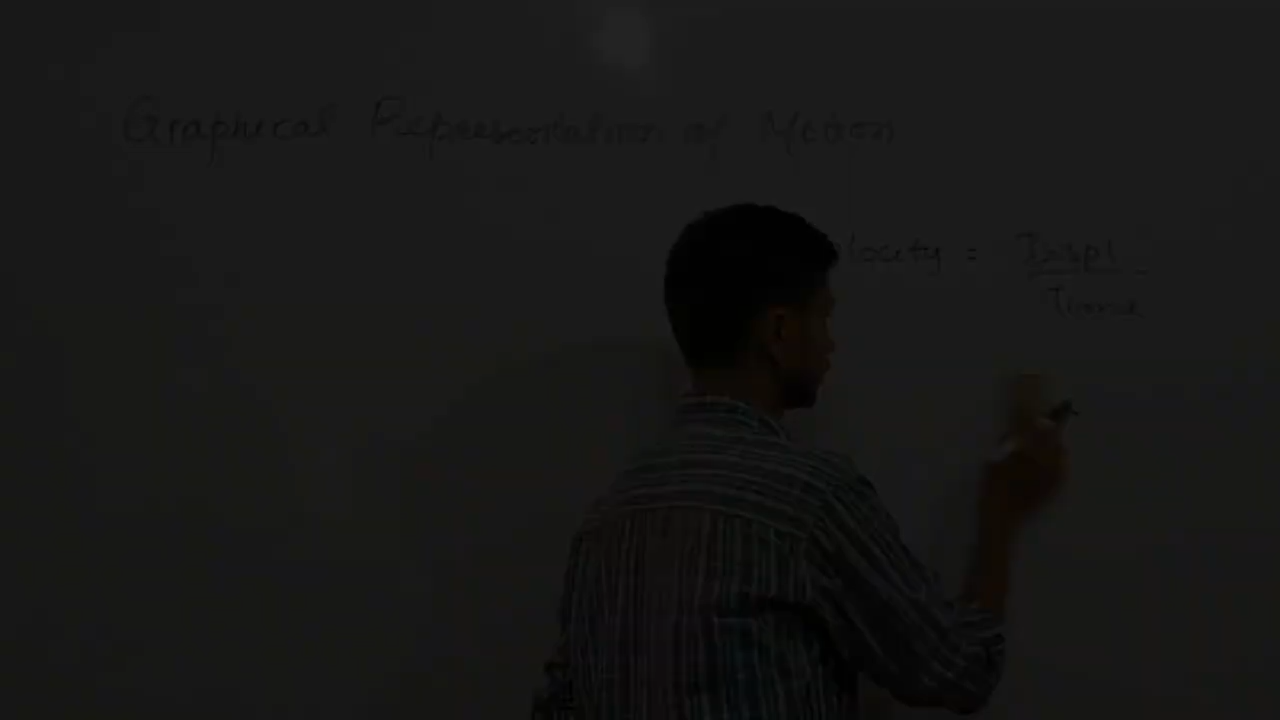 Graphical Representation of Motion
locity = Displ
Time